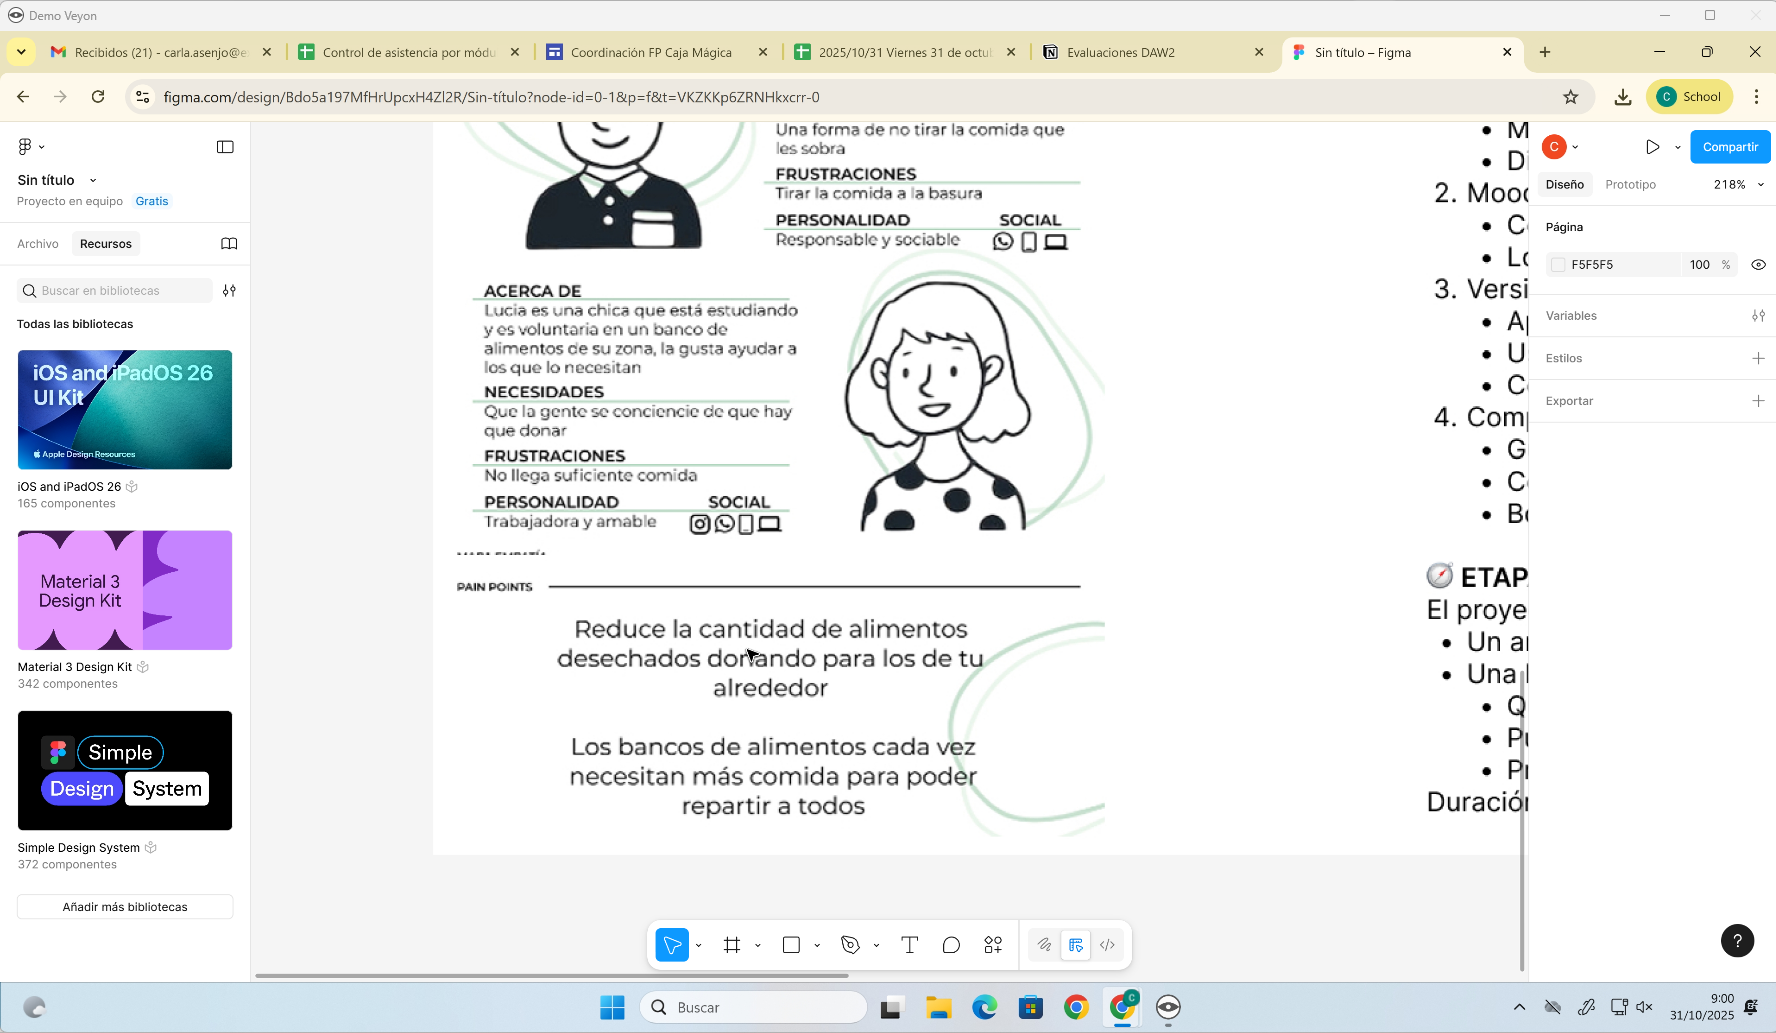 Demo Veyon
Recibidos (21) - carla.asenjo@e
Control de asistencia por módu
Coordinación FP Caja Mágica
2025/10/31 Viernes 31 de octub
Evaluaciones DAW2
Sin título – Figma
figma.com/design/Bdo5a197MfHrUpcxH4Zl2R/Sin-título?node-id=0-1&p=f&t=VKZKKp6ZRNHkxcrr-0
C School
Sin título
Proyecto en equipo Gratis
Archivo Recursos
Buscar en bibliotecas
Todas las bibliotecas
iOS and iPadOS 26
UI Kit
Apple Design Resources
iOS and iPadOS 26
165 componentes
Material 3
Design Kit
Material 3 Design Kit
342 componentes
Simple
Design System
Simple Design System
372 componentes
Añadir más bibliotecas
Una forma de no tirar la comida que
les sobra
FRUSTRACIONES
Tirar la comida a la basura
PERSONALIDAD SOCIAL
Responsable y sociable
ACERCA DE
Lucia es una chica que está estudiando
y es voluntaria en un banco de
alimentos de su zona, la gusta ayudar a
los que lo necesitan
NECESIDADES
Que la gente se conciencie de que hay
que donar
FRUSTRACIONES
No llega suficiente comida
PERSONALIDAD SOCIAL
Trabajadora y amable
PAIN POINTS
Reduce la cantidad de alimentos
desechados donando para los de tu
alrededor
Los bancos de alimentos cada vez
necesitan más comida para poder
repartir a todos
• M
• Di
2. Mood
• Co
• Lo
3. Versi
• Ap
• U
• Co
4. Com
• G
• Co
• Bo
ETAP
El proye
• Un a
• Una
• Q
• Pu
• Pr
Duració
C
Compartir
Diseño Prototipo 218%
Página
F5F5F5 100 %
Variables
Estilos
Exportar
?
Buscar
C
9:00
31/10/2025